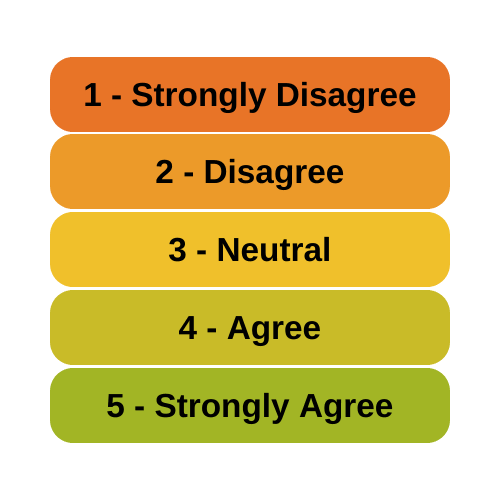 1 - Strongly Disagree
2 - Disagree
3 - Neutral
4 - Agree
5 - Strongly Agree